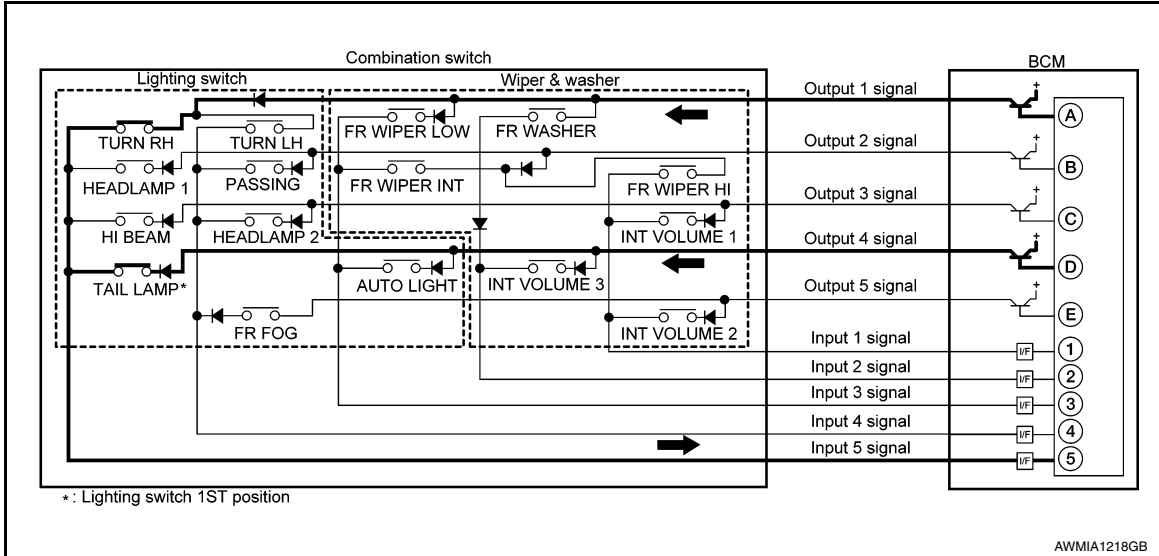 Combination switch
BCM
Lighting switch
Wiper & washer
Output 1 signal
+
A
TURN RH
TURN LH
FR WIPER LOW
FR WASHER
Output 2 signal
+
B
HEADLAMP 1
PASSING
FR WIPER INT
FR WIPER HI
Output 3 signal
+
C
HI BEAM
HEADLAMP 2
INT VOLUME 1
Output 4 signal
+
D
TAIL LAMP*
AUTO LIGHT
INT VOLUME 3
Output 5 signal
+
E
FR FOG
INT VOLUME 2
Input 1 signal
I/F
1
Input 2 signal
I/F
2
Input 3 signal
I/F
3
Input 4 signal
I/F
4
Input 5 signal
I/F
5
*: Lighting switch 1ST position
AWMIA1218GB